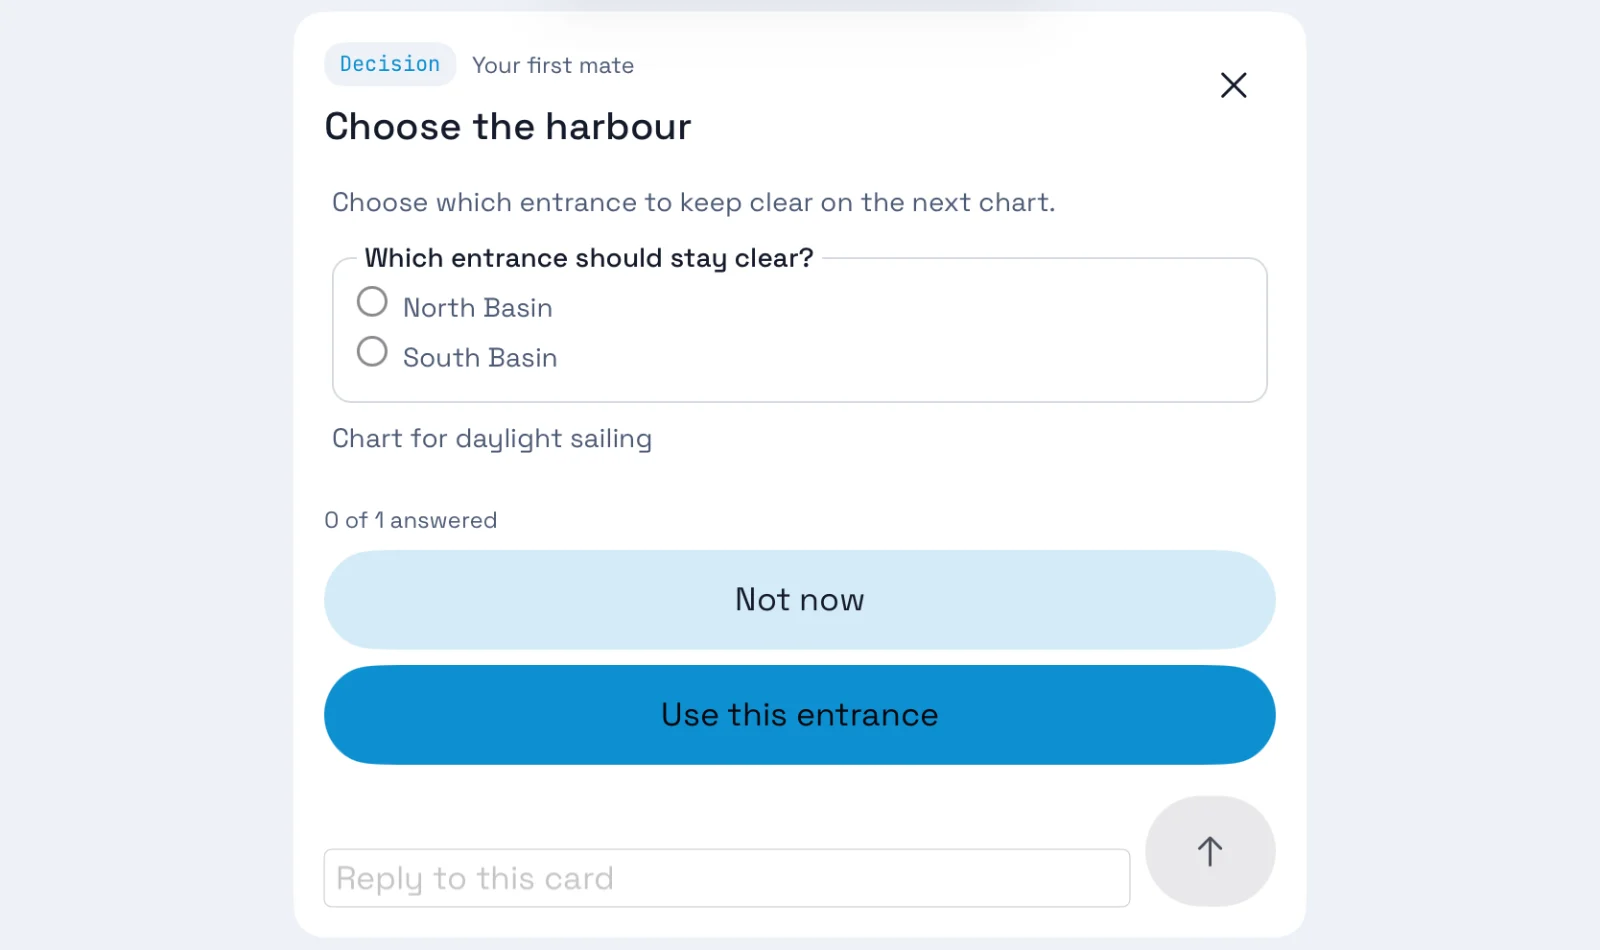 Decision Your first mate
Choose the harbour
Choose which entrance to keep clear on the next chart.
Which entrance should stay clear?
North Basin
South Basin
Chart for daylight sailing
0 of 1 answered
Not now
Use this entrance
Reply to this card